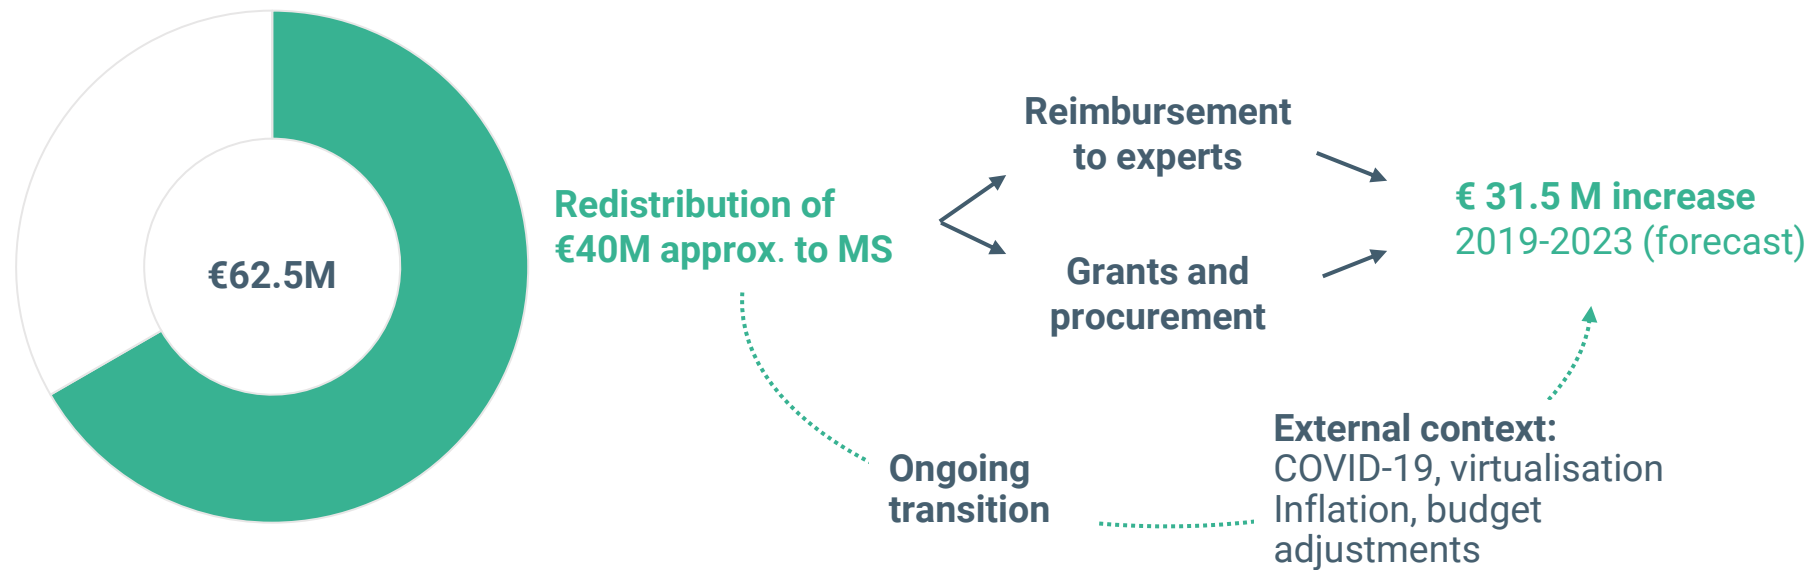 €62.5M
Redistribution of
€40M approx. to MS
Reimbursement
to experts
Grants and
procurement
€ 31.5 M increase
2019-2023 (forecast)
Ongoing
transition
External context:
COVID-19, virtualisation
Inflation, budget
adjustments